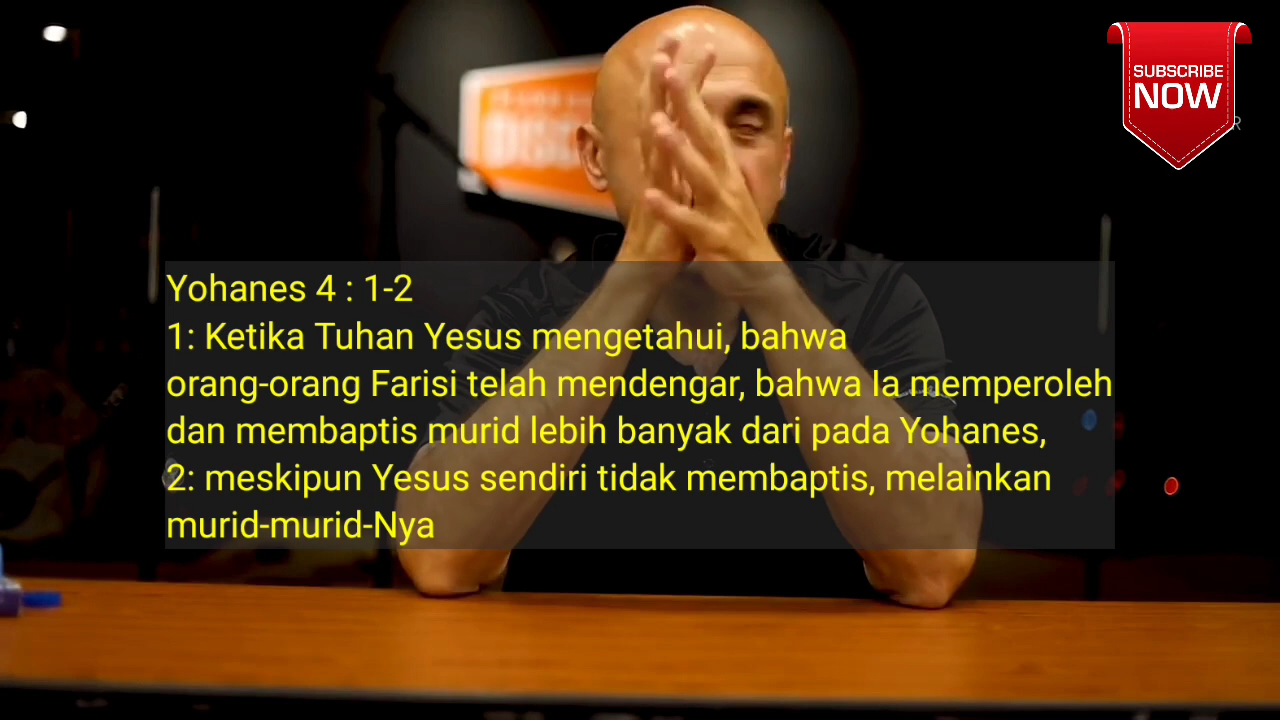 SUBSCRIBE
NOW
Yohanes 4 : 1-2
1: Ketika Tuhan Yesus mengetahui, bahwa
orang-orang Farisi telah mendengar, bahwa Ia memperoleh
dan membaptis murid lebih banyak dari pada Yohanes,
2: meskipun Yesus sendiri tidak membaptis, melainkan
murid-murid-Nya